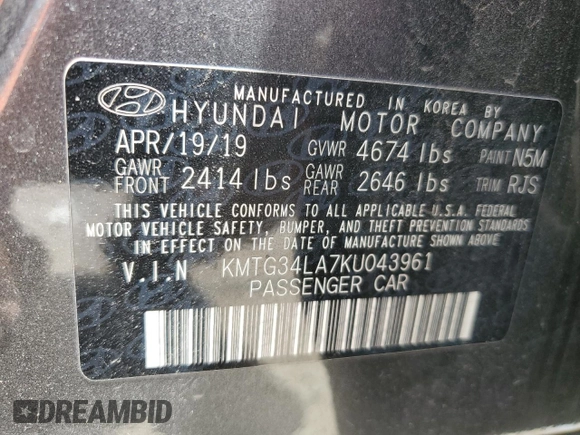 MANUFACTURED IN KOREA BY
HYUNDAI MOTOR COMPANY
APR/19/19 GVWR 4674 lbs PAINT N5M
GAWR FRONT 2414 lbs GAWR REAR 2646 lbs TRIM RJS
THIS VEHICLE CONFORMS TO ALL APPLICABLE U.S.A. FEDERAL
MOTOR VEHICLE SAFETY, BUMPER, AND THEFT PREVENTION STANDARDS
IN EFFECT ON THE DATE OF MANUFACTURE SHOWN ABOVE.
V.I.N KMTG34LA7KU043961
PASSENGER CAR
DREAMBID